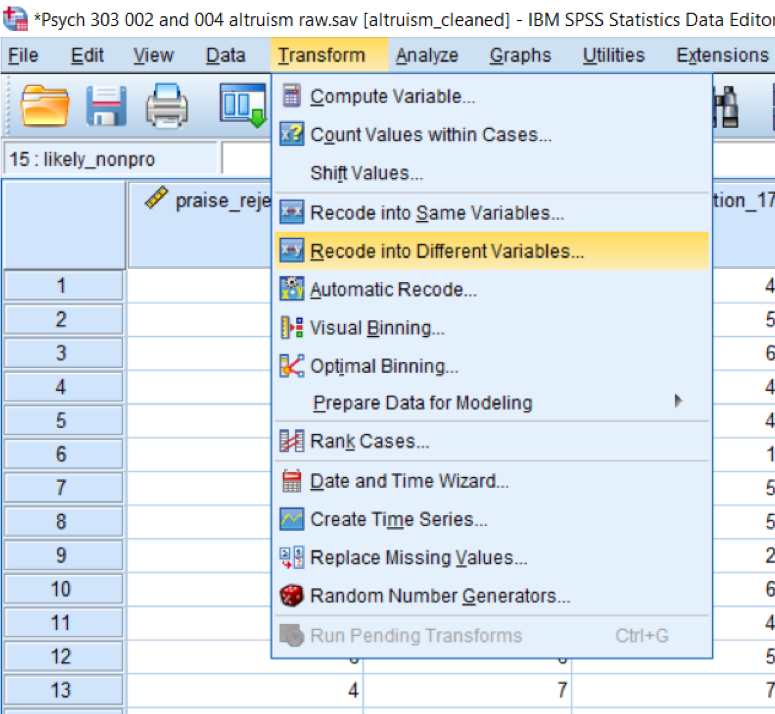 *Psych 303 002 and 004 altruism raw.sav [altruism_cleaned] - IBM SPSS Statistics Data Editor
File Edit View Data Transform Analyze Graphs Utilities Extensions
15 : likely_nonpro
praise_reje
tion_17
Compute Variable...
Count Values within Cases...
Shift Values...
Recode into Same Variables...
Recode into Different Variables...
Automatic Recode...
Visual Binning...
Optimal Binning...
Prepare Data for Modeling
Rank Cases...
Date and Time Wizard...
Create Time Series...
Replace Missing Values...
Random Number Generators...
Run Pending Transforms Ctrl+G
1 4
2 5
3 6
4 4
5 4
6 1
7 5
8 5
9 2
10 6
11 4
12 5
13 4 7 7